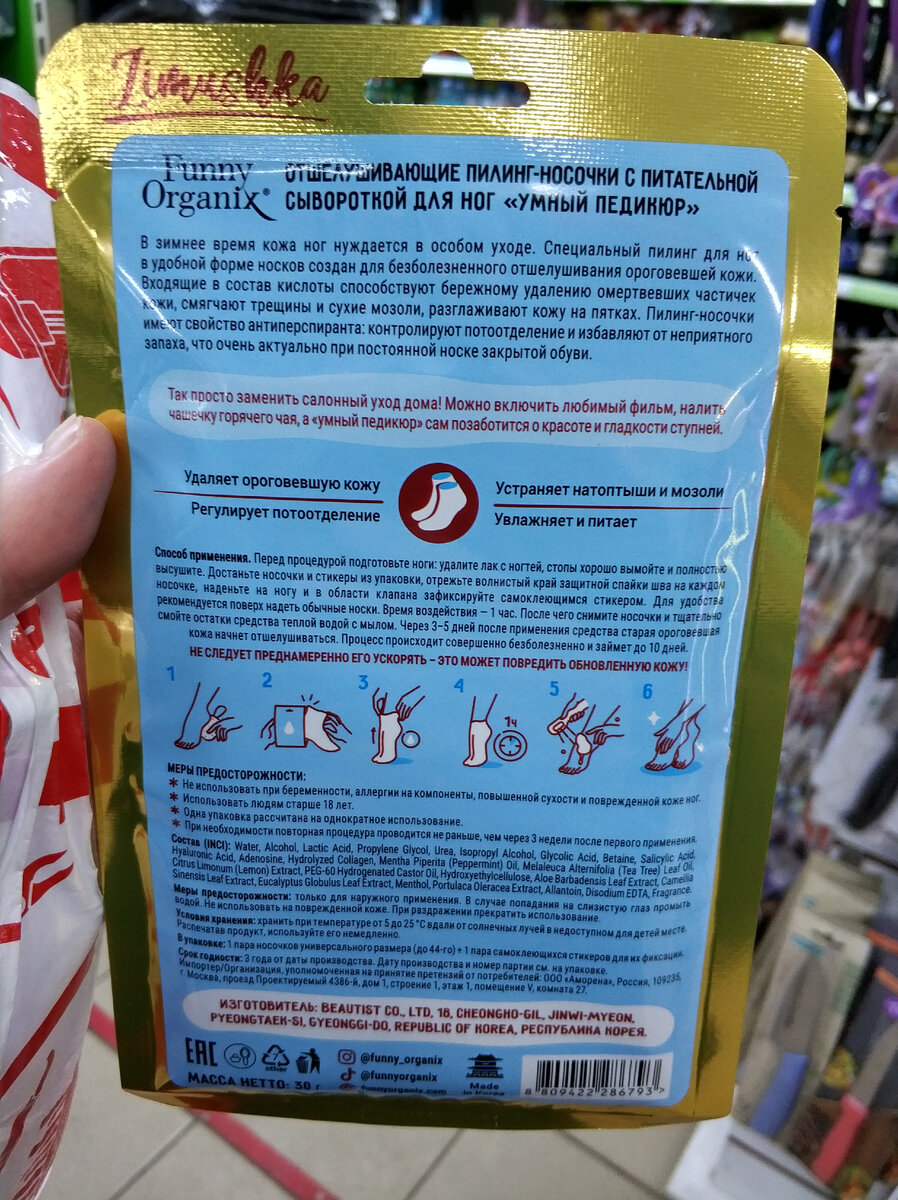 Limushka
Funny
Organix®
ОТШЕЛУШИВАЮЩИЕ ПИЛИНГ-НОСОЧКИ С ПИТАТЕЛЬНОЙ
СЫВОРОТКОЙ ДЛЯ НОГ «УМНЫЙ ПЕДИКЮР»
В зимнее время кожа ног нуждается в особом уходе. Специальный пилинг для ног
в удобной форме носков создан для безболезненного отшелушивания ороговевшей кожи.
Входящие в состав кислоты способствуют бережному удалению омертвевших частичек
кожи, смягчают трещины и сухие мозоли, разглаживают кожу на пятках. Пилинг-носочки
имеют свойство антиперспиранта: контролируют потоотделение и избавляют от неприятного
запаха, что очень актуально при постоянной носке закрытой обуви.
Так просто заменить салонный уход дома! Можно включить любимый фильм, налить
чашечку горячего чая, а «умный педикюр» сам позаботится о красоте и гладкости ступней.
Удаляет ороговевшую кожу
Регулирует потоотделение
Устраняет натоптыши и мозоли
Увлажняет и питает
Способ применения. Перед процедурой подготовьте ноги: удалите лак с ногтей, стопы хорошо вымойте и полностью
высушите. Достаньте носочки и стикеры из упаковки, отрежьте волнистый край защитной спайки шва на каждом
носочке, наденьте на ногу и в области клапана зафиксируйте самоклеющимся стикером. Для удобства
рекомендуется поверх надеть обычные носки. Время воздействия – 1 час. После чего снимите носочки и тщательно
смойте остатки средства теплой водой с мылом. Через 3–5 дней после применения средства старая ороговевшая
кожа начнет отшелушиваться. Процесс происходит совершенно безболезненно и займет до 10 дней.
НЕ СЛЕДУЕТ ПРЕДНАМЕРЕННО ЕГО УСКОРЯТЬ – ЭТО МОЖЕТ ПОВРЕДИТЬ ОБНОВЛЕННУЮ КОЖУ!
1 2 3 4 5 6
1ч
МЕРЫ ПРЕДОСТОРОЖНОСТИ:
* Не использовать при беременности, аллергии на компоненты, повышенной сухости и поврежденной коже ног.
* Использовать людям старше 18 лет.
* Одна упаковка рассчитана на однократное использование.
* При необходимости повторная процедура проводится не раньше, чем через 3 недели после первого применения.
Состав (INCI): Water, Alcohol, Lactic Acid, Propylene Glycol, Urea, Isopropyl Alcohol, Glycolic Acid, Betaine, Salicylic Acid,
Hyaluronic Acid, Adenosine, Hydrolyzed Collagen, Mentha Piperita (Peppermint) Oil, Melaleuca Alternifolia (Tea Tree) Leaf Oil,
Citrus Limonum (Lemon) Extract, PEG-60 Hydrogenated Castor Oil, Hydroxyethylcellulose, Aloe Barbadensis Leaf Extract, Camellia
Sinensis Leaf Extract, Eucalyptus Globulus Leaf Extract, Menthol, Portulaca Oleracea Extract, Allantoin, Disodium EDTA, Fragrance.
Меры предосторожности: только для наружного применения. В случае попадания на слизистую глаз промыть
водой. Не использовать на поврежденной коже. При раздражении прекратить использование.
Условия хранения: хранить при температуре от 5 до 25 °С вдали от солнечных лучей в недоступном для детей месте.
Распечатав продукт, используйте его немедленно.
В упаковке: 1 пара носочков универсального размера (до 44-го) + 1 пара самоклеющихся стикеров для их фиксации.
Срок годности: 3 года от даты производства. Дату производства и номер партии см. на упаковке.
Импортер/Организация, уполномоченная на принятие претензий от потребителей: ООО «Аморена», Россия, 109235,
г. Москва, проезд Проектируемый 4386-й, дом 1, строение 1, этаж 1, помещение V, комната 27.
ИЗГОТОВИТЕЛЬ: BEAUTIST CO., LTD, 18, CHEONGHO-GIL, JINWI-MYEON,
PYEONGTAEK-SI, GYEONGGI-DO, REPUBLIC OF KOREA, РЕСПУБЛИКА КОРЕЯ.
EAC
7
other
@funny_organix
@funnyorganix
funnyorganix.com
МАССА НЕТТО: 30 г
Made
in Korea
8 809422 286793